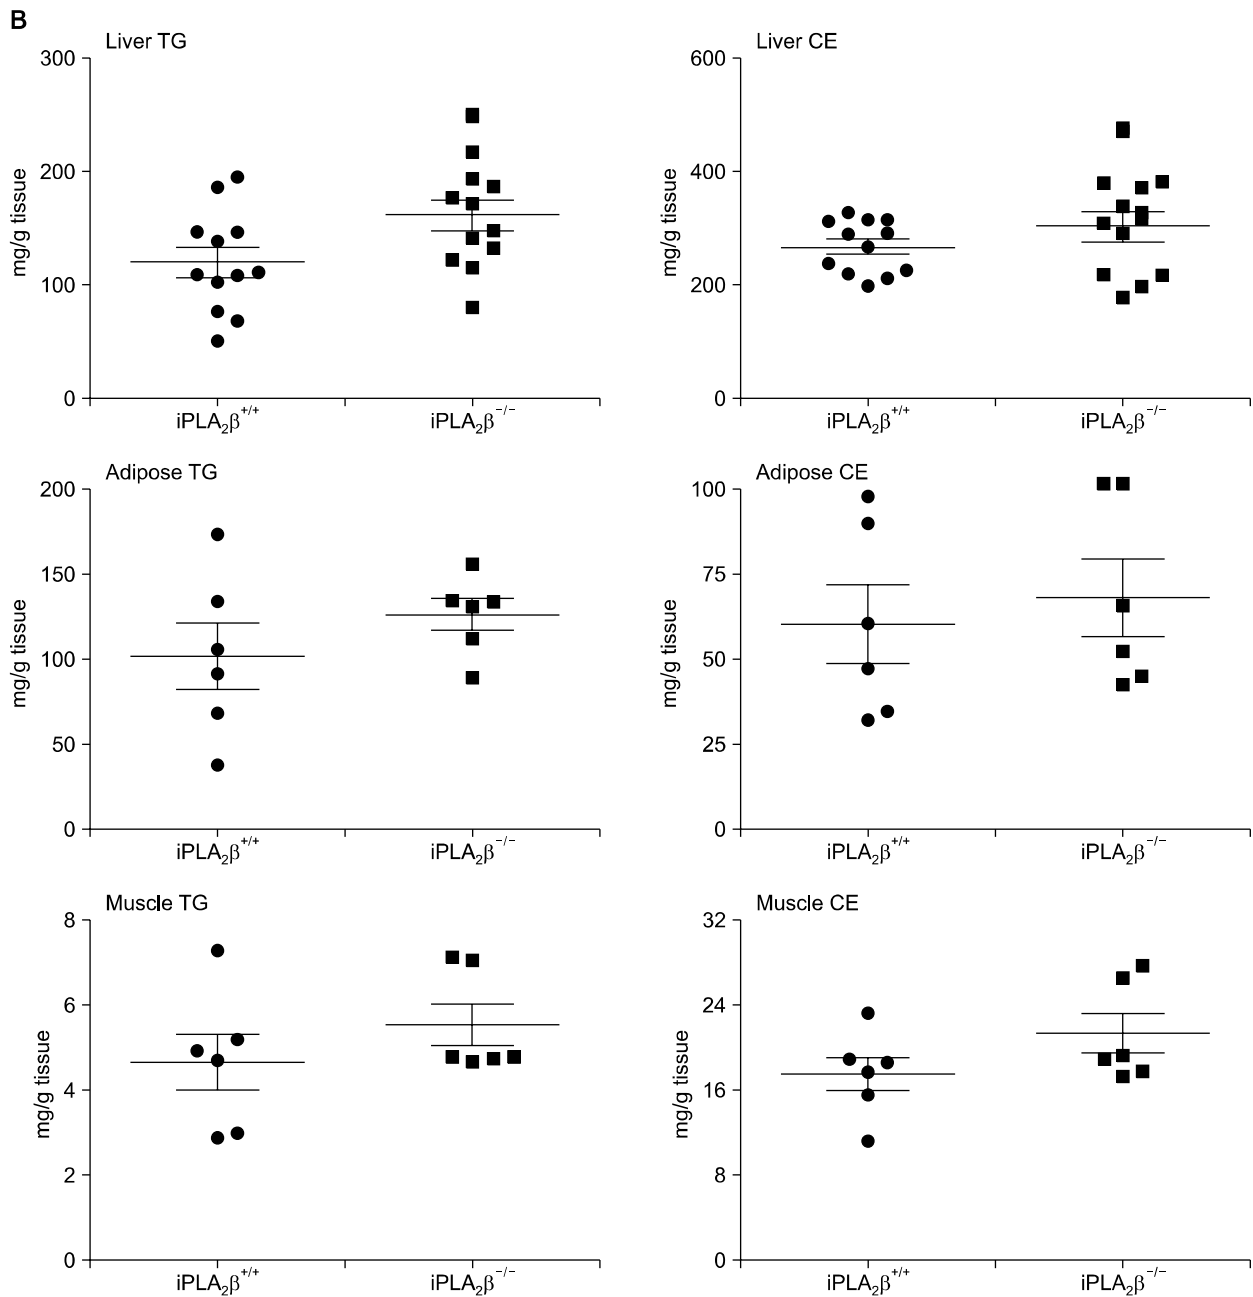 B
Liver TG
300
200
100
0
mg/g tissue
iPLA₂β⁺/⁺
iPLA₂β⁻/⁻
Liver CE
600
400
200
0
mg/g tissue
iPLA₂β⁺/⁺
iPLA₂β⁻/⁻
Adipose TG
200
150
100
50
0
mg/g tissue
iPLA₂β⁺/⁺
iPLA₂β⁻/⁻
Adipose CE
100
75
50
25
0
mg/g tissue
iPLA₂β⁺/⁺
iPLA₂β⁻/⁻
Muscle TG
8
6
4
2
0
mg/g tissue
iPLA₂β⁺/⁺
iPLA₂β⁻/⁻
Muscle CE
32
24
16
8
0
mg/g tissue
iPLA₂β⁺/⁺
iPLA₂β⁻/⁻